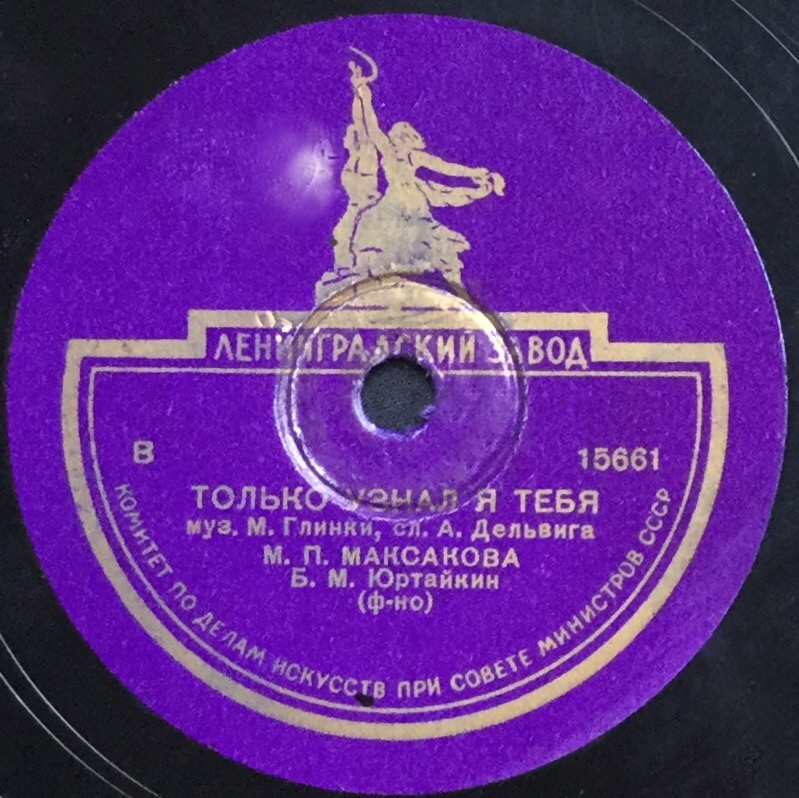 ЛЕНИНГРАДСКИЙ ЗАВОД
В 15661
ТОЛЬКО УЗНАЛ Я ТЕБЯ
муз. М. Глинки, сл. А. Дельвига
М. П. МАКСАКОВА
Б. М. Юртайкин
(ф-но)
КОМИТЕТ ПО ДЕЛАМ ИСКУССТВ ПРИ СОВЕТЕ МИНИСТРОВ СССР